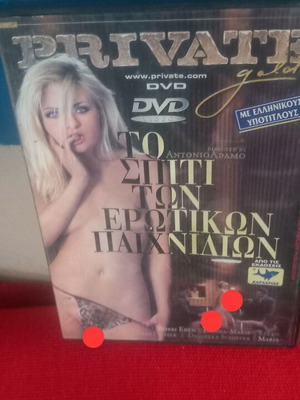 PRIVATE
gold
www.private.com
DVD
DVD
ΜΕ ΕΛΛΗΝΙΚΟΥΣ
ΥΠΟΤΙΤΛΟΥΣ
ΤΟ
ANTONIO ADAMO
ΣΠΙΤΙ
ΤΩΝ
ΕΡΩΤΙΚΩΝ
ΠΑΙΧΝΙΔΙΩΝ
ΑΠΟ ΤΙΣ
ΕΚΔΟΣΕΙΣ